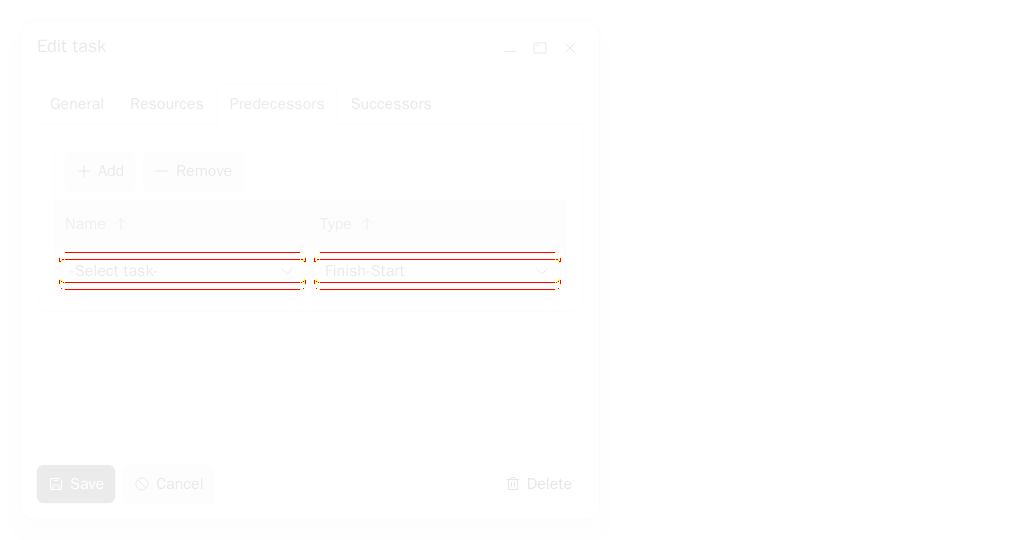 Edit task
General Resources Predecessors Successors
Add Remove
Name Type
-Select task- Finish-Start
Save Cancel Delete